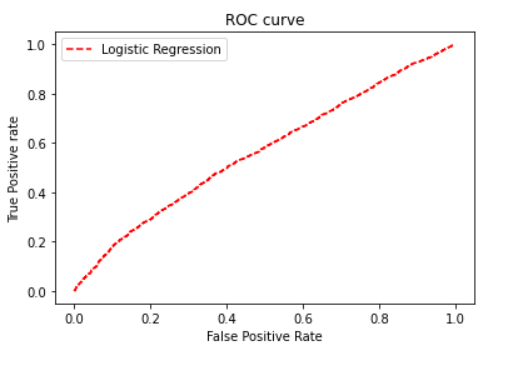 ROC curve
Logistic Regression
True Positive rate
1.0
0.8
0.6
0.4
0.2
0.0
0.0 0.2 0.4 0.6 0.8 1.0
False Positive Rate